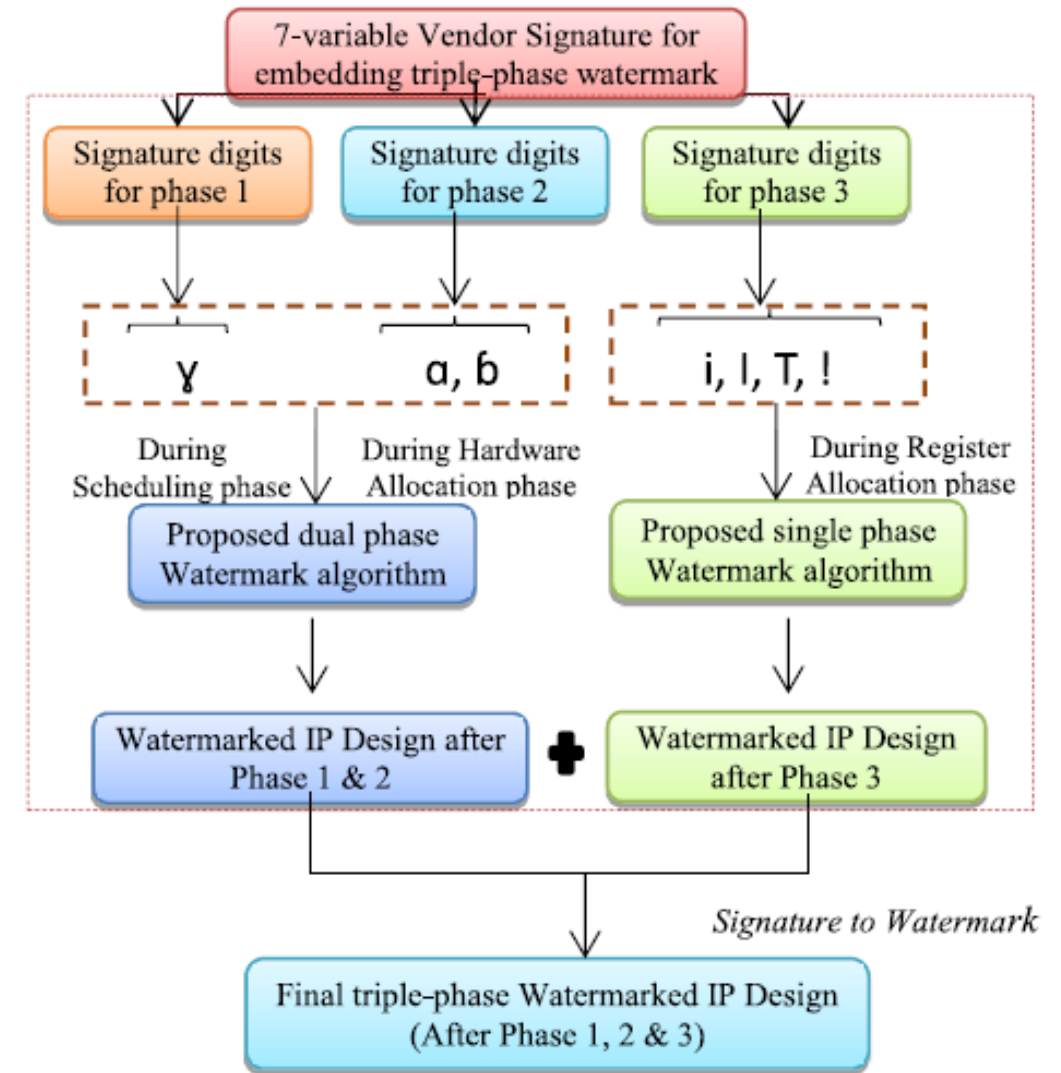 7-variable Vendor Signature for
embedding triple-phase watermark
Signature digits
for phase 1
Signature digits
for phase 2
Signature digits
for phase 3
ɣ
ɑ, ɓ
i, I, T, !
During
Scheduling phase
During Hardware
Allocation phase
During Register
Allocation phase
Proposed dual phase
Watermark algorithm
Proposed single phase
Watermark algorithm
Watermarked IP Design after
Phase 1 & 2
Watermarked IP Design
after Phase 3
Signature to Watermark
Final triple-phase Watermarked IP Design
(After Phase 1, 2 & 3)